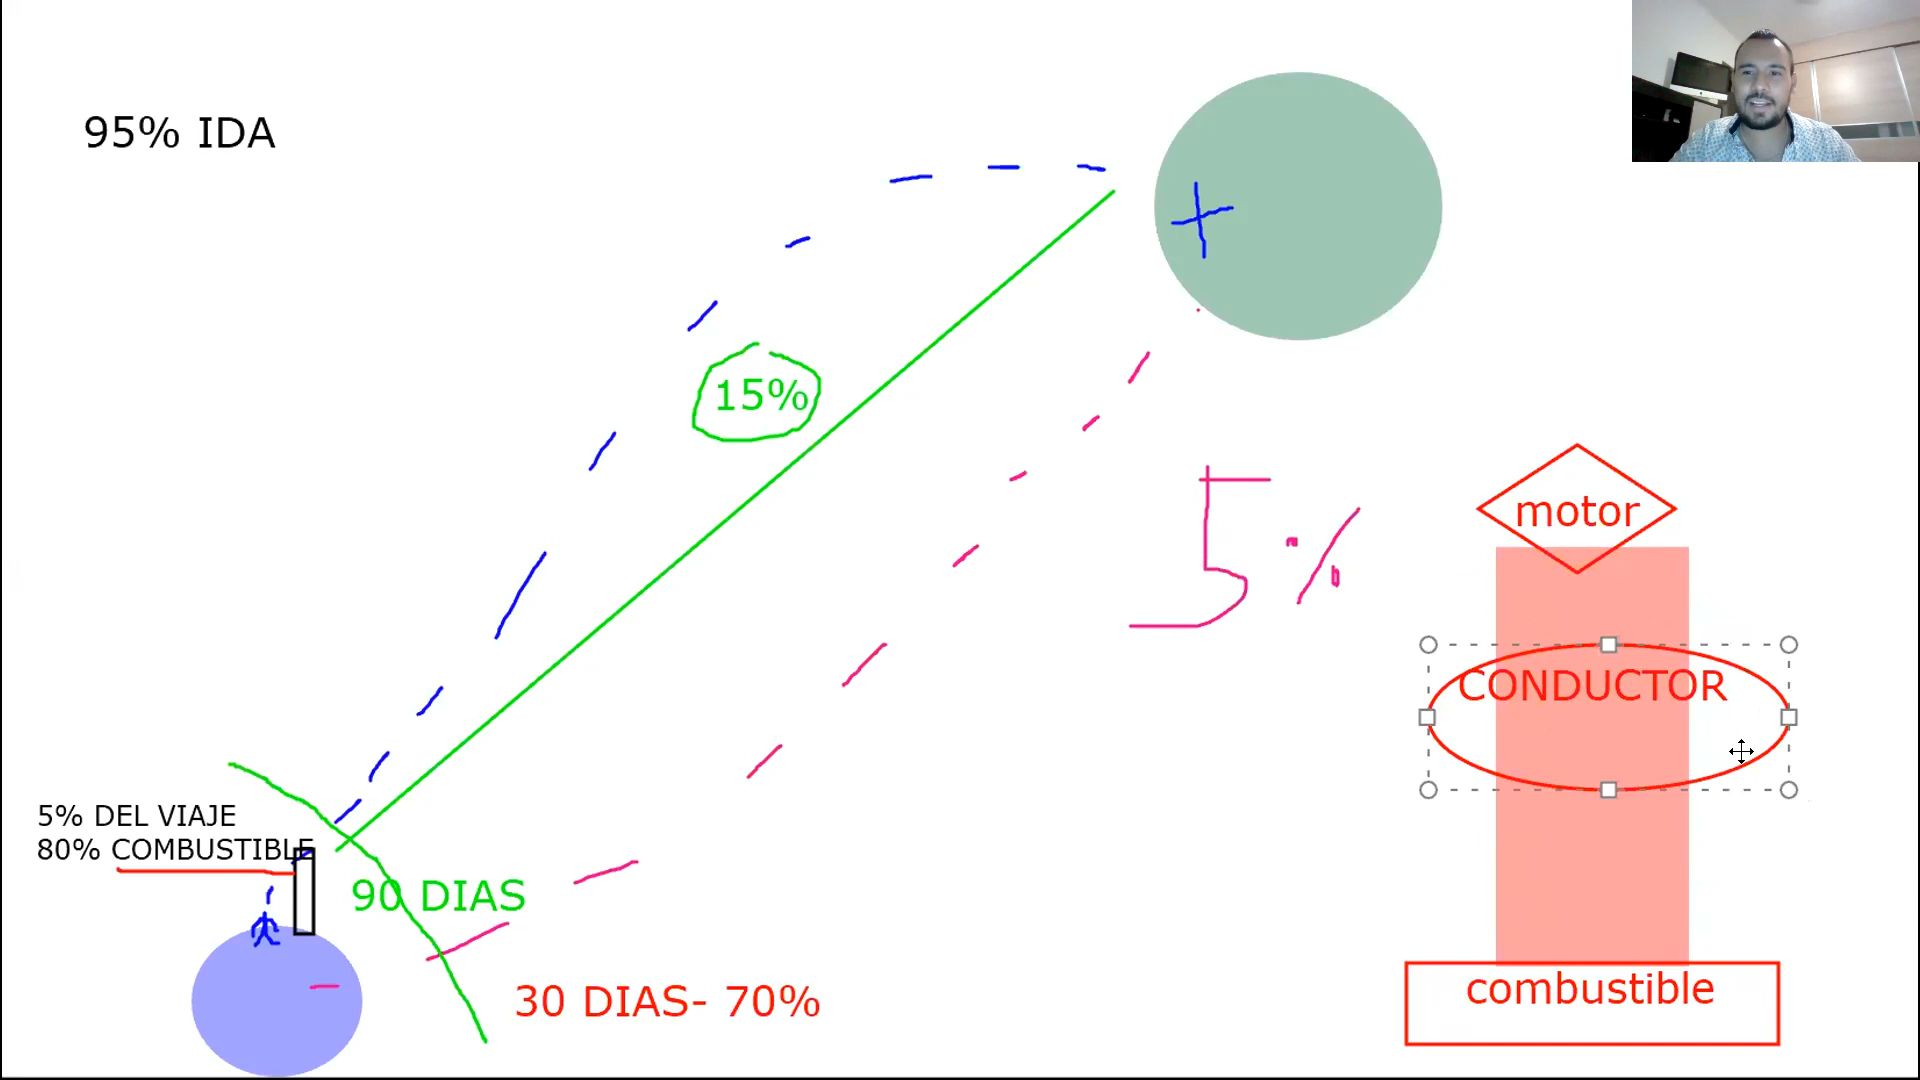 95% IDA
15%
5%
motor
CONDUCTOR
5% DEL VIAJE
80% COMBUSTIBLE
90 DIAS
30 DIAS- 70%
combustible